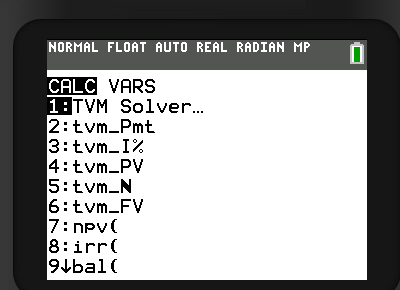 NORMAL FLOAT AUTO REAL RADIAN MP
CALC VARS
1:TVM Solver…
2:tvm_Pmt
3:tvm_I%
4:tvm_PV
5:tvm_N
6:tvm_FV
7:npv(
8:irr(
9↓bal(